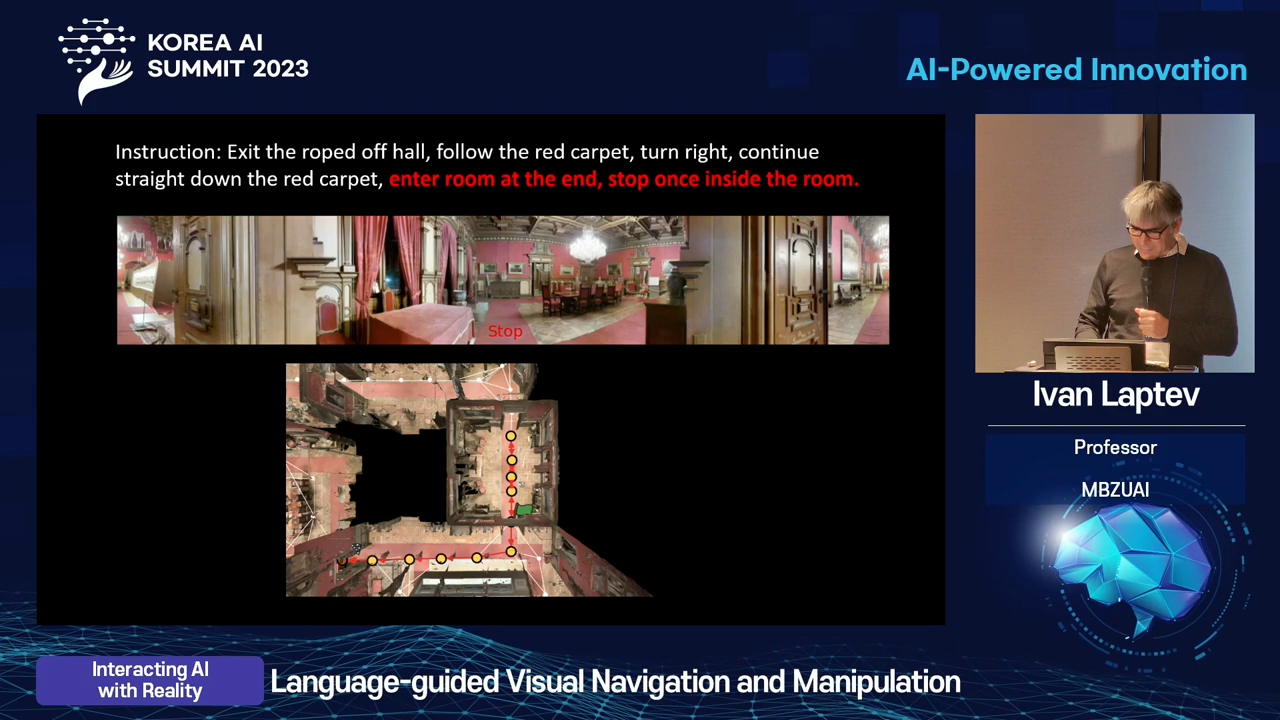 KOREA AI
SUMMIT 2023
AI-Powered Innovation
Instruction: Exit the roped off hall, follow the red carpet, turn right, continue
straight down the red carpet, enter room at the end, stop once inside the room.
Stop
Ivan Laptev
Professor
MBZUAI
Interacting AI
with Reality
Language-guided Visual Navigation and Manipulation